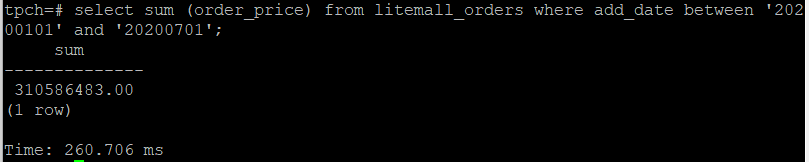 tpch=# select sum (order_price) from litemall_orders where add_date between '202
00101' and '20200701';
     sum
--------------
 310586483.00
(1 row)

Time: 260.706 ms